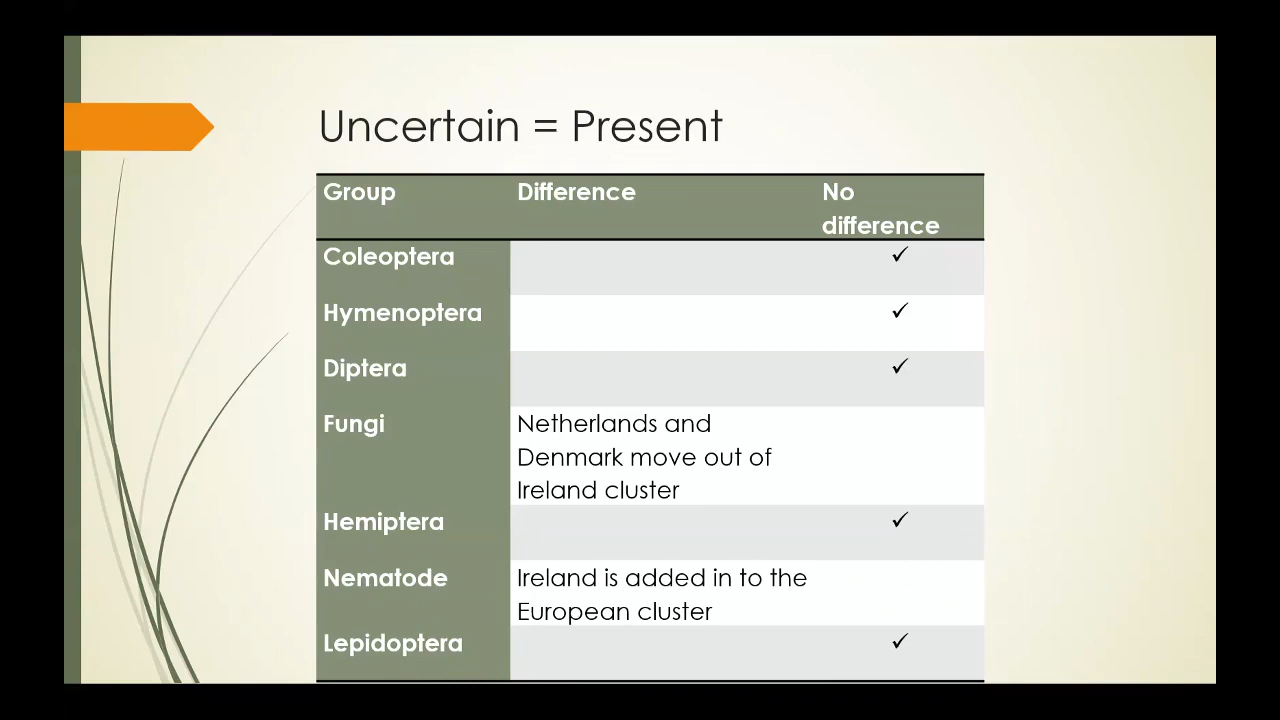 Uncertain = Present
Group Difference No
difference
Coleoptera ✓
Hymenoptera ✓
Diptera ✓
Fungi Netherlands and
Denmark move out of
Ireland cluster
Hemiptera ✓
Nematode Ireland is added in to the
European cluster
Lepidoptera ✓